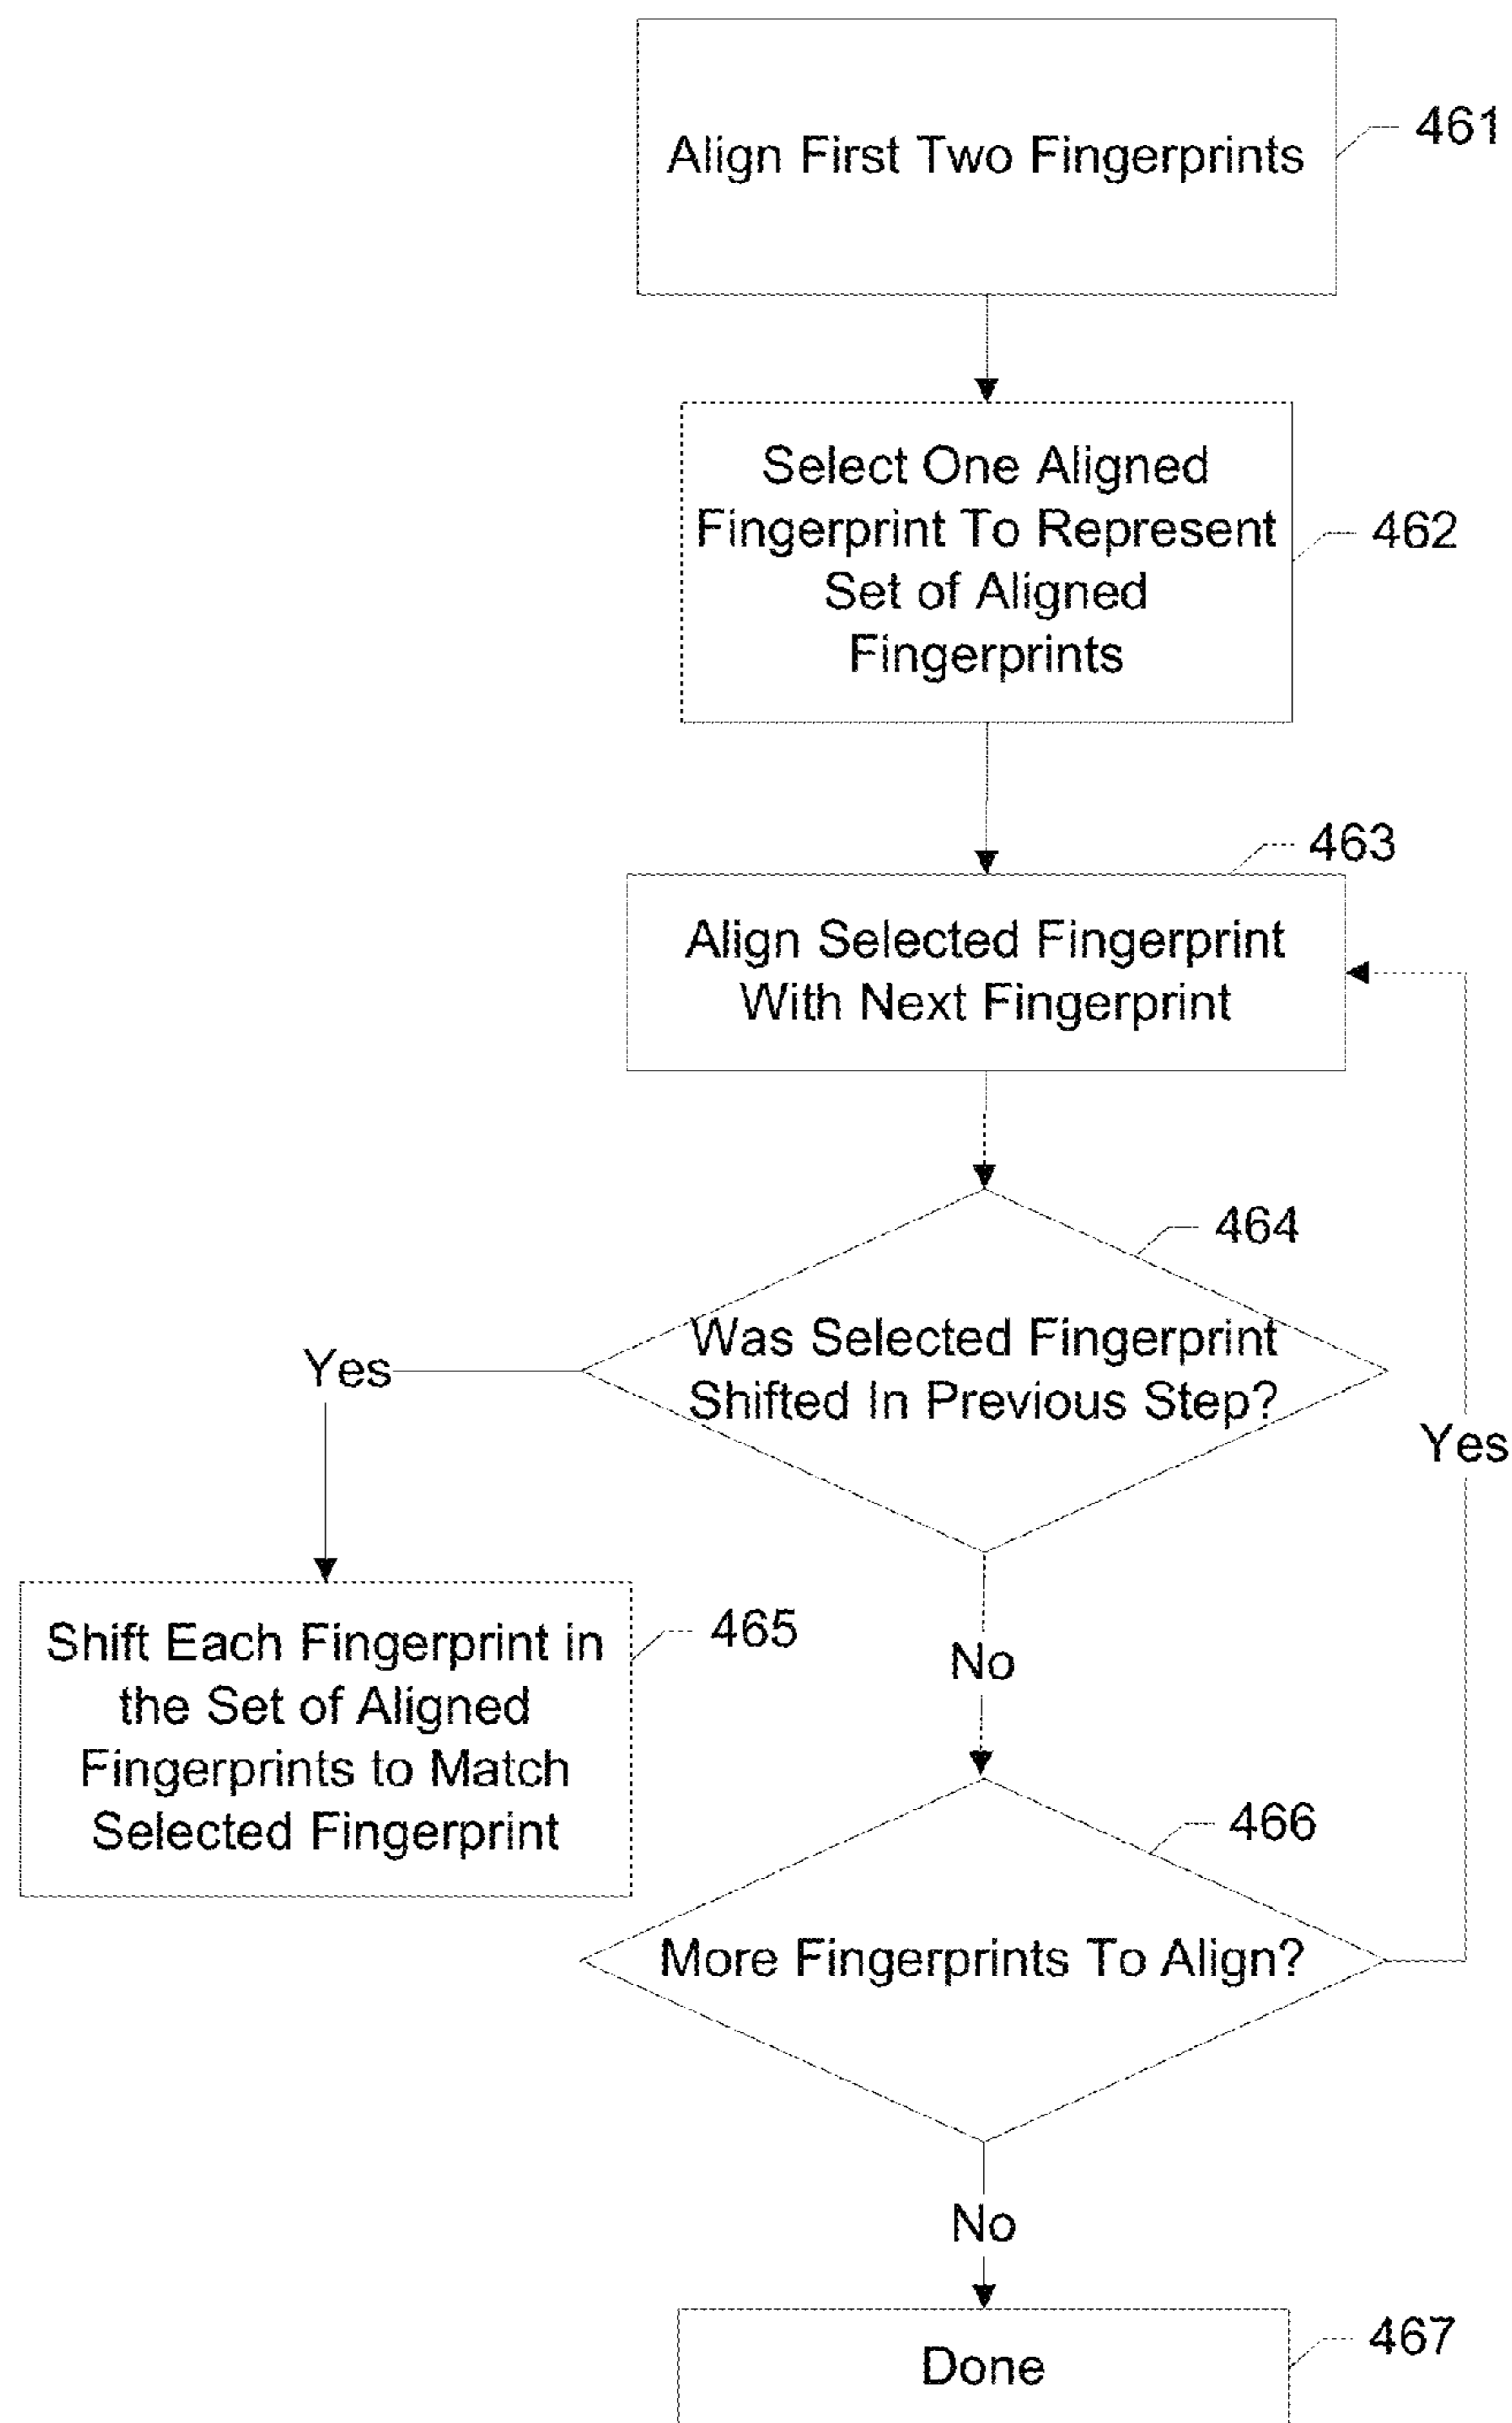 Align First Two Fingerprints
461
Select One Aligned
Fingerprint To Represent
Set of Aligned
Fingerprints
462
463
Align Selected Fingerprint
With Next Fingerprint
464
Was Selected Fingerprint
Shifted In Previous Step?
Yes
Yes
Shift Each Fingerprint in
the Set of Aligned
Fingerprints to Match
Selected Fingerprint
465
No
466
More Fingerprints To Align?
No
Done
467